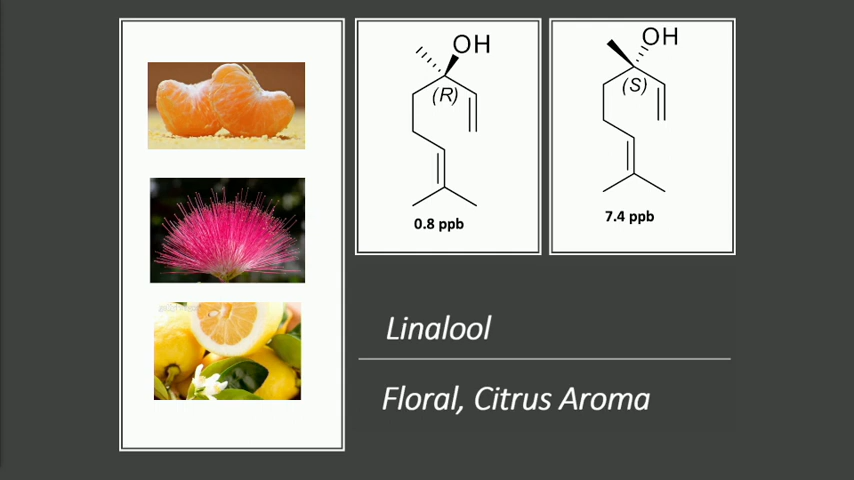 OH
(R)
0.8 ppb
OH
(S)
7.4 ppb
Linalool
Floral, Citrus Aroma